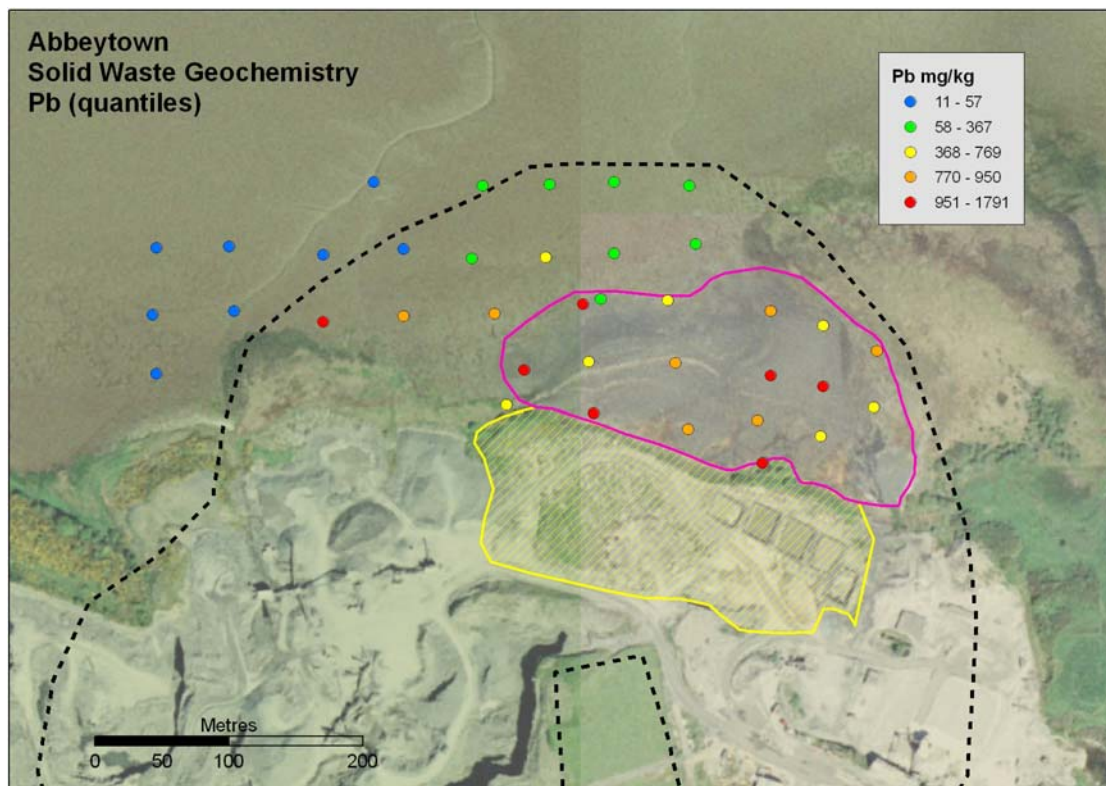 Abbeytown
Solid Waste Geochemistry
Pb (quantiles)
Pb mg/kg
11 - 57
58 - 367
368 - 769
770 - 950
951 - 1791
Metres
0 50 100 200